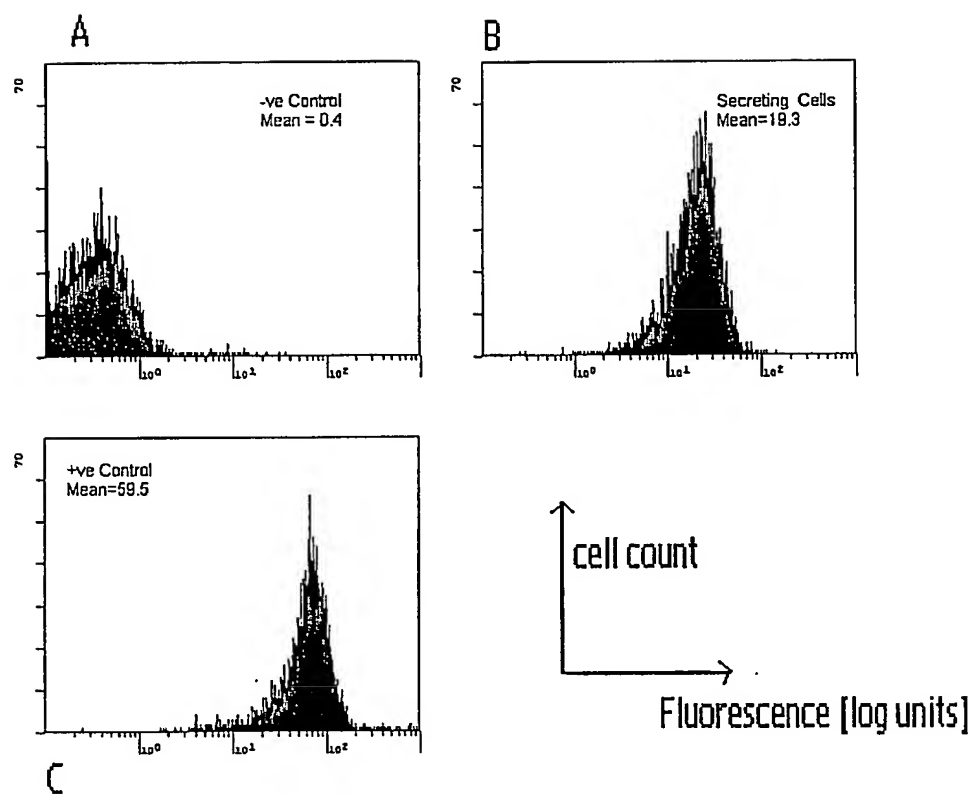 A
70
-ve Control
Mean = 0.4
10⁰ 10¹ 10²
B
70
Secreting Cells
Mean=19.3
10⁰ 10¹ 10²
70
+ve Control
Mean=59.5
10⁰ 10¹ 10²
C
cell count
Fluorescence [log units]